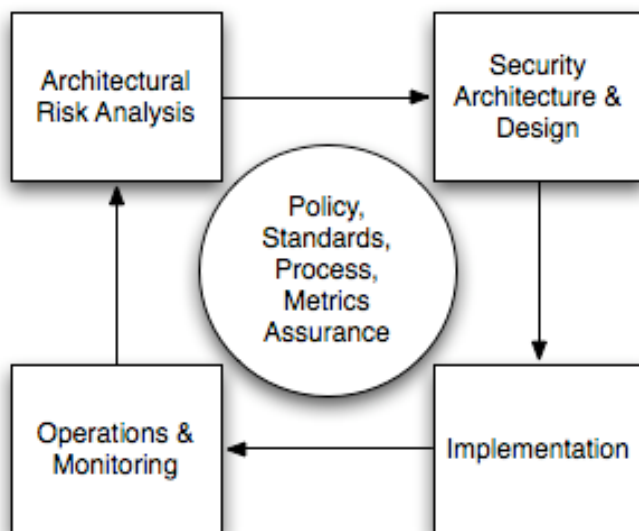 Architectural
Risk Analysis
Security
Architecture &
Design
Policy,
Standards,
Process,
Metrics
Assurance
Operations &
Monitoring
Implementation